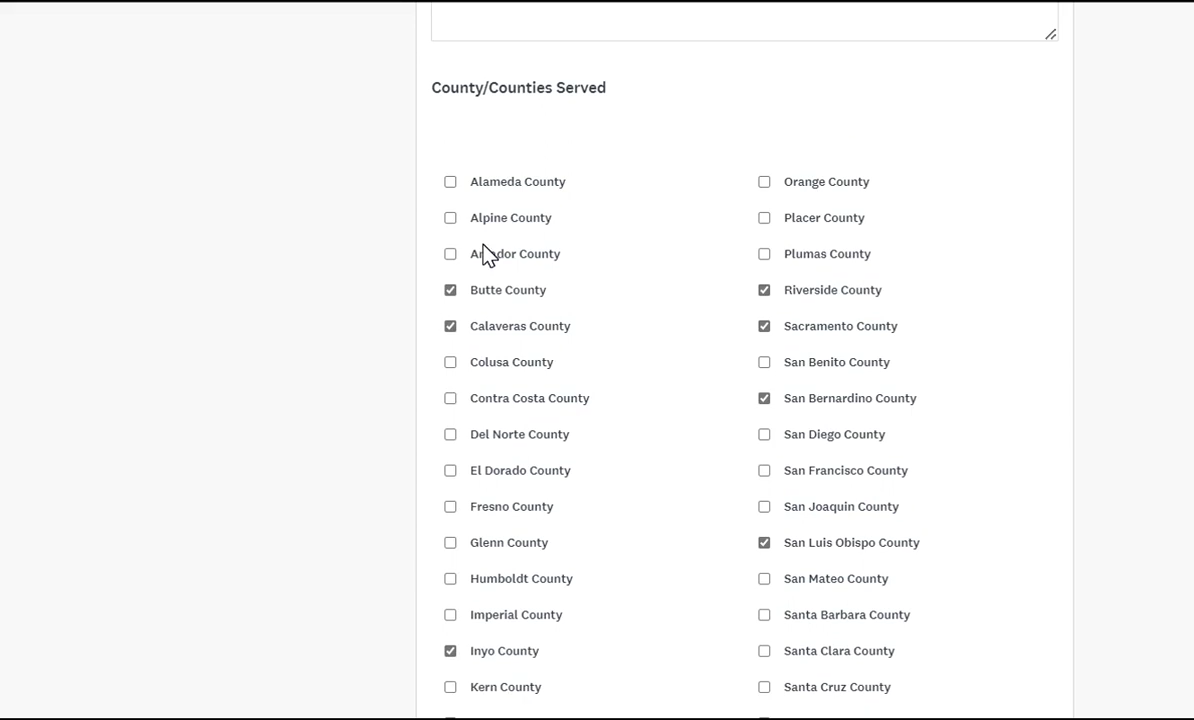 County/Counties Served
Alameda County
Alpine County
County
Butte County
Calaveras County
Colusa County
Contra Costa County
Del Norte County
El Dorado County
Fresno County
Glenn County
Humboldt County
Imperial County
Inyo County
Kern County
Orange County
Placer County
Plumas County
Riverside County
Sacramento County
San Benito County
San Bernardino County
San Diego County
San Francisco County
San Joaquin County
San Luis Obispo County
San Mateo County
Santa Barbara County
Santa Clara County
Santa Cruz County